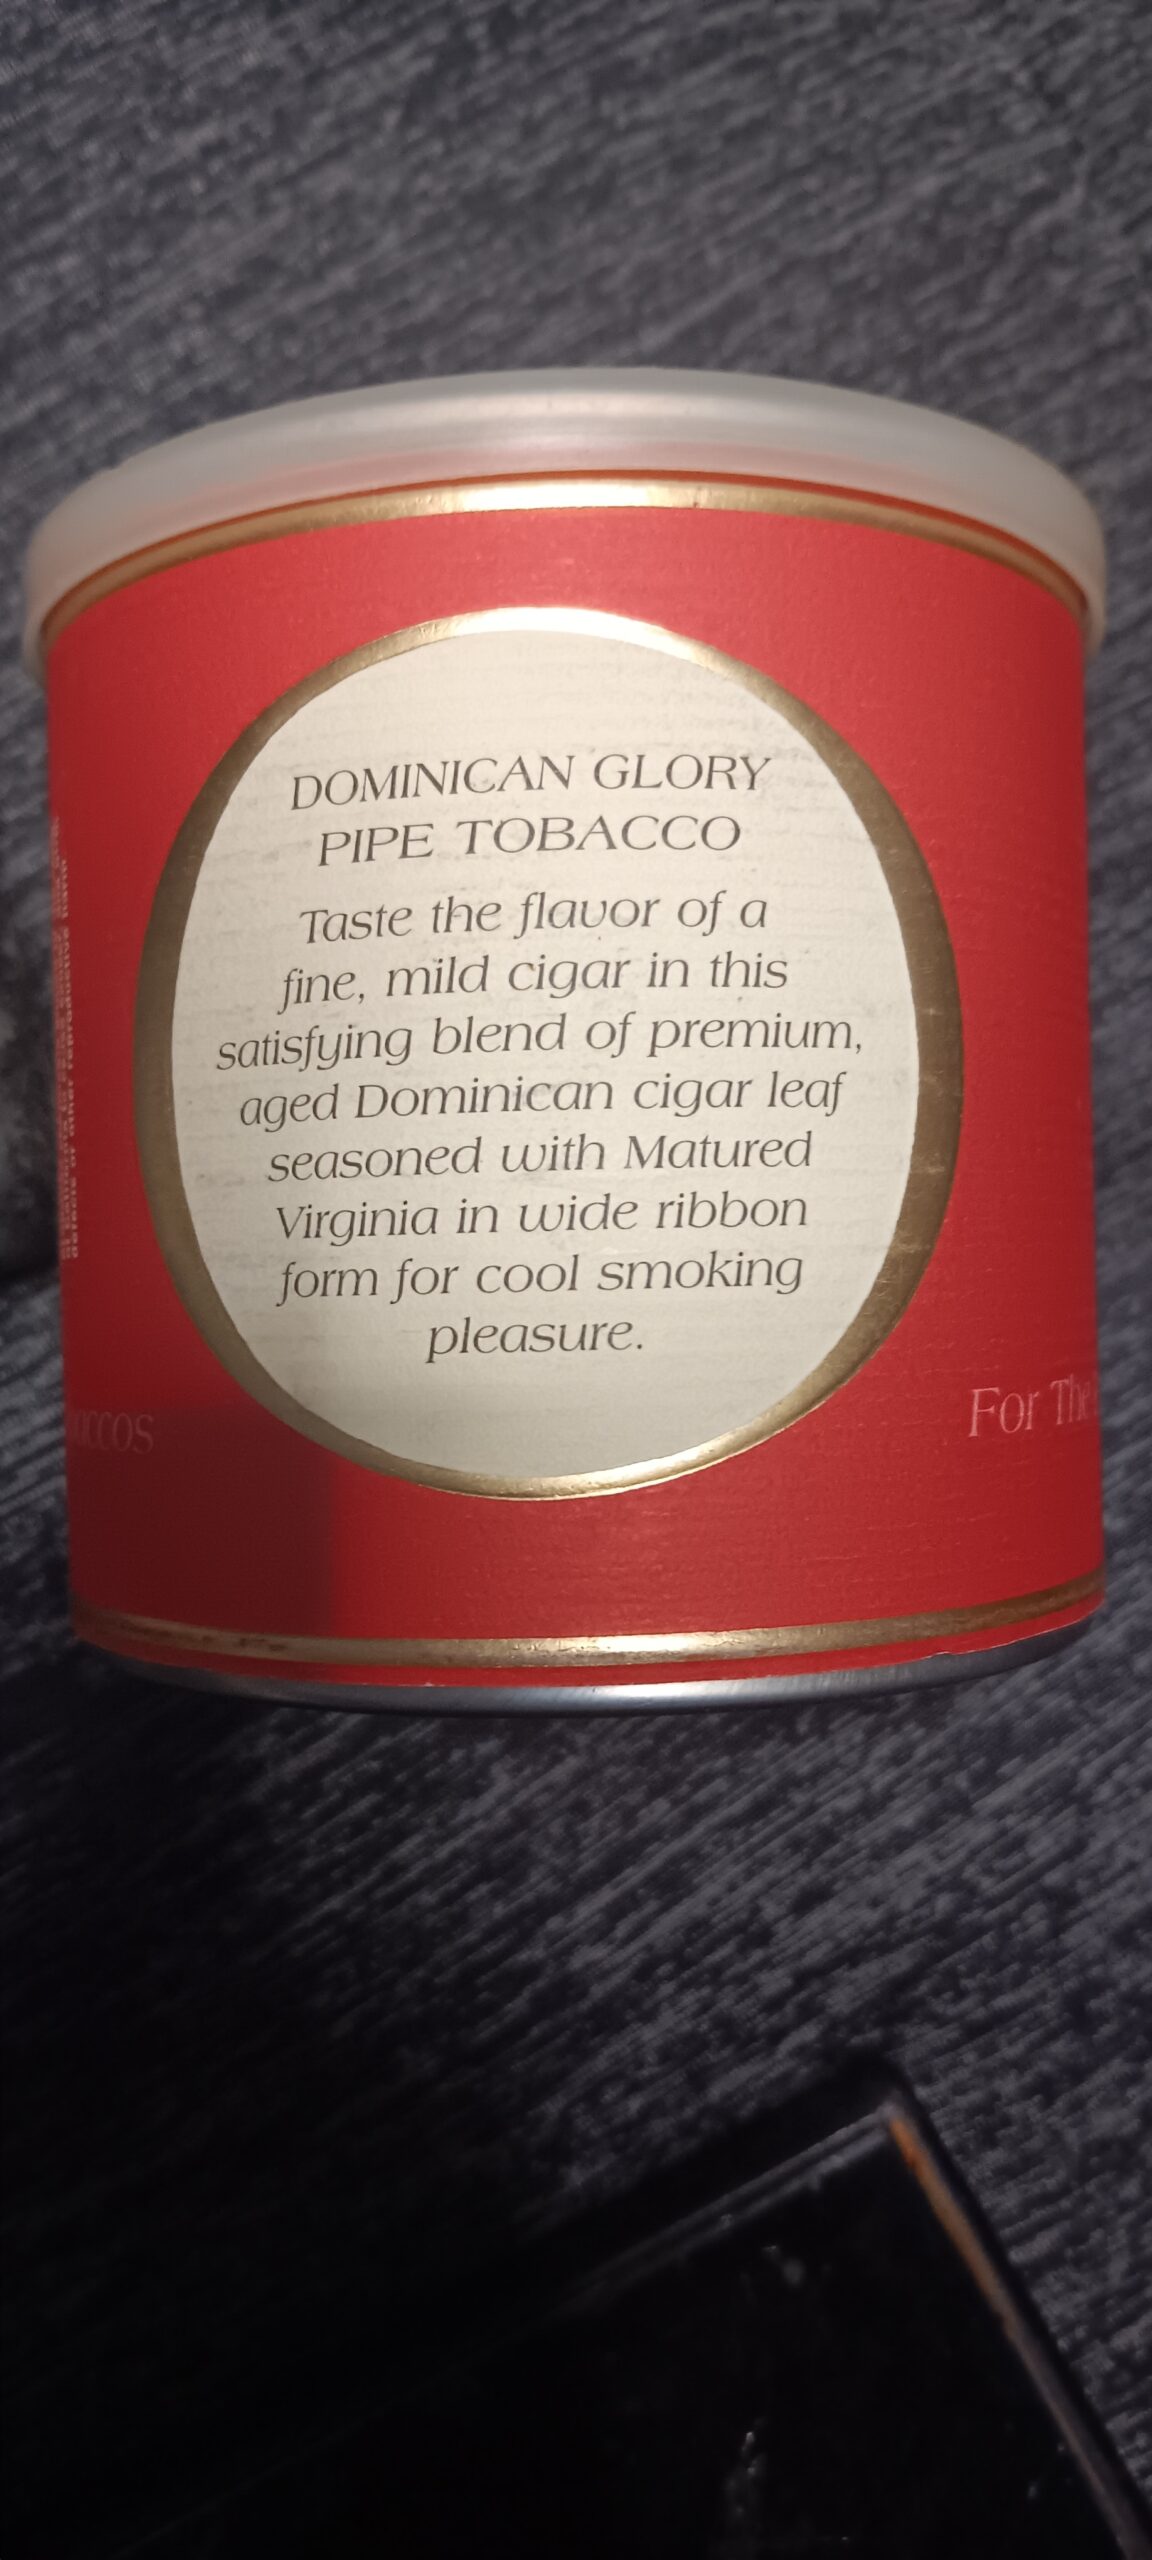 DOMINICAN GLORY
PIPE TOBACCO
Taste the flavor of a
fine, mild cigar in this
satisfying blend of premium,
aged Dominican cigar leaf
seasoned with Matured
Virginia in wide ribbon
form for cool smoking
pleasure.
For The